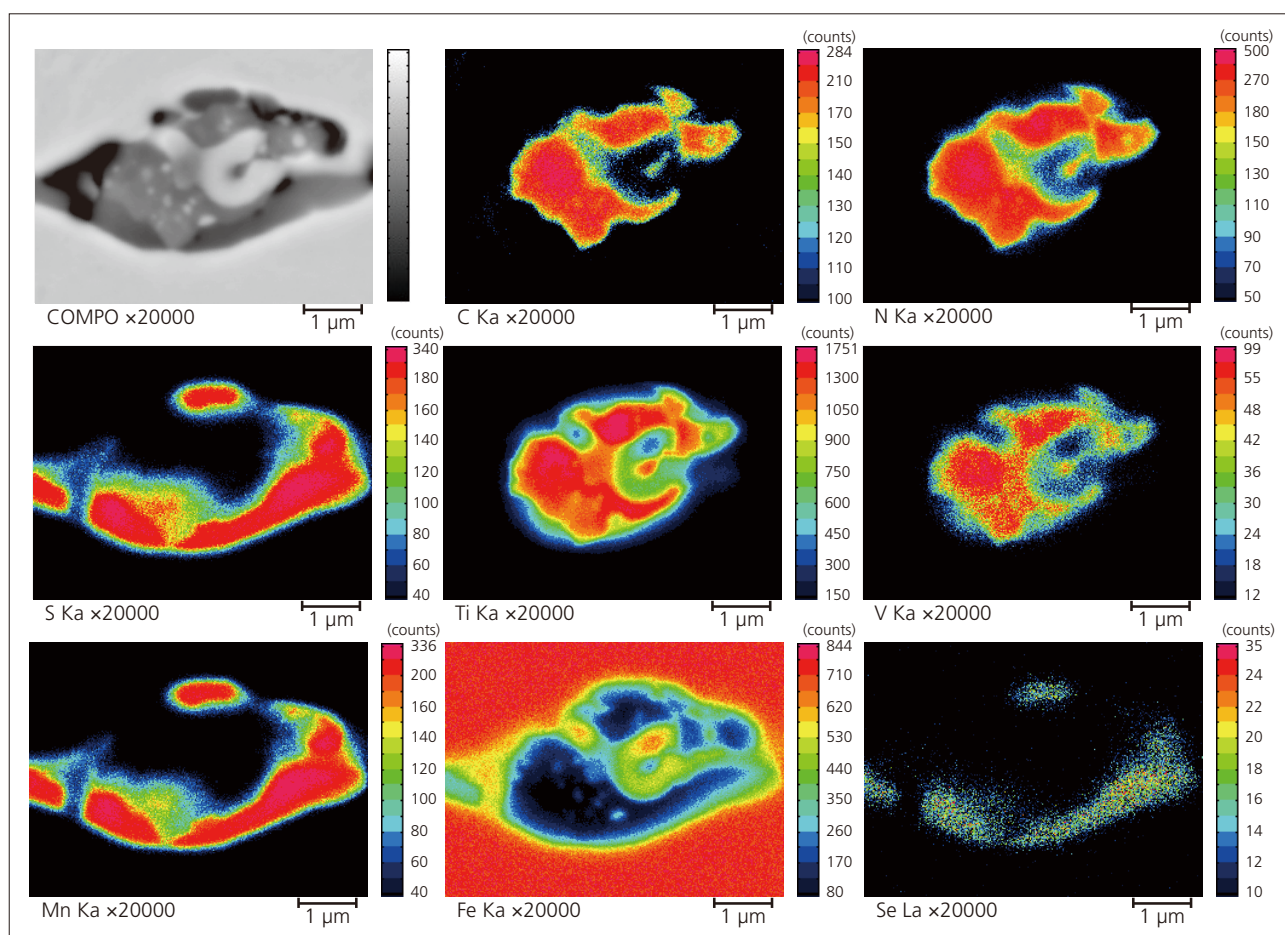 COMPO ×20000
1 µm
(counts)
284
210
170
150
140
130
120
110
100
C Ka ×20000
1 µm
(counts)
500
270
170
150
130
110
90
70
50
N Ka ×20000
1 µm
(counts)
340
180
160
140
120
100
80
60
40
S Ka ×20000
1 µm
(counts)
1751
1300
1050
900
750
600
450
300
150
Ti Ka ×20000
1 µm
(counts)
99
55
48
42
36
30
24
18
12
V Ka ×20000
1 µm
(counts)
336
200
160
140
120
100
80
60
40
Mn Ka ×20000
1 µm
(counts)
844
710
620
530
440
350
260
170
80
Fe Ka ×20000
1 µm
(counts)
35
24
22
20
18
16
14
12
10
Se La ×20000
1 µm